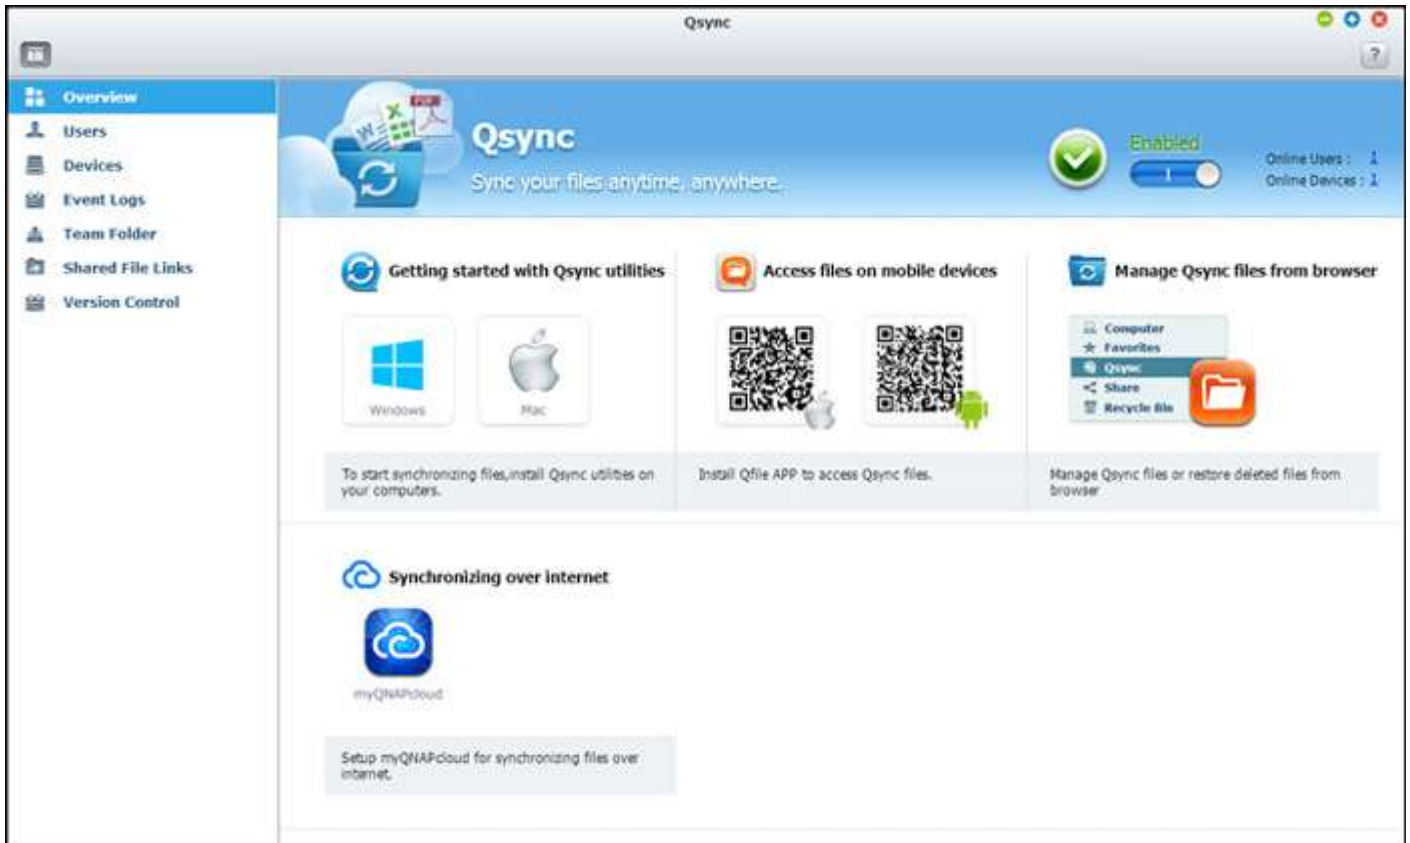 Qsync
?
Overview
Users
Devices
Event Logs
Team Folder
Shared File Links
Version Control
W X PDF
Qsync
Sync your files anytime, anywhere.
Enabled
Online Users : 1
Online Devices : 1
Getting started with Qsync utilities
Windows
Mac
To start synchronizing files,install Qsync utilities on
your computers.
Access files on mobile devices
Install Qfile APP to access Qsync files.
Manage Qsync files from browser
Computer
Favorites
Qsync
Share
Recycle Bin
Manage Qsync files or restore deleted files from
browser
Synchronizing over internet
myQNAPcloud
Setup myQNAPcloud for synchronizing files over
internet.